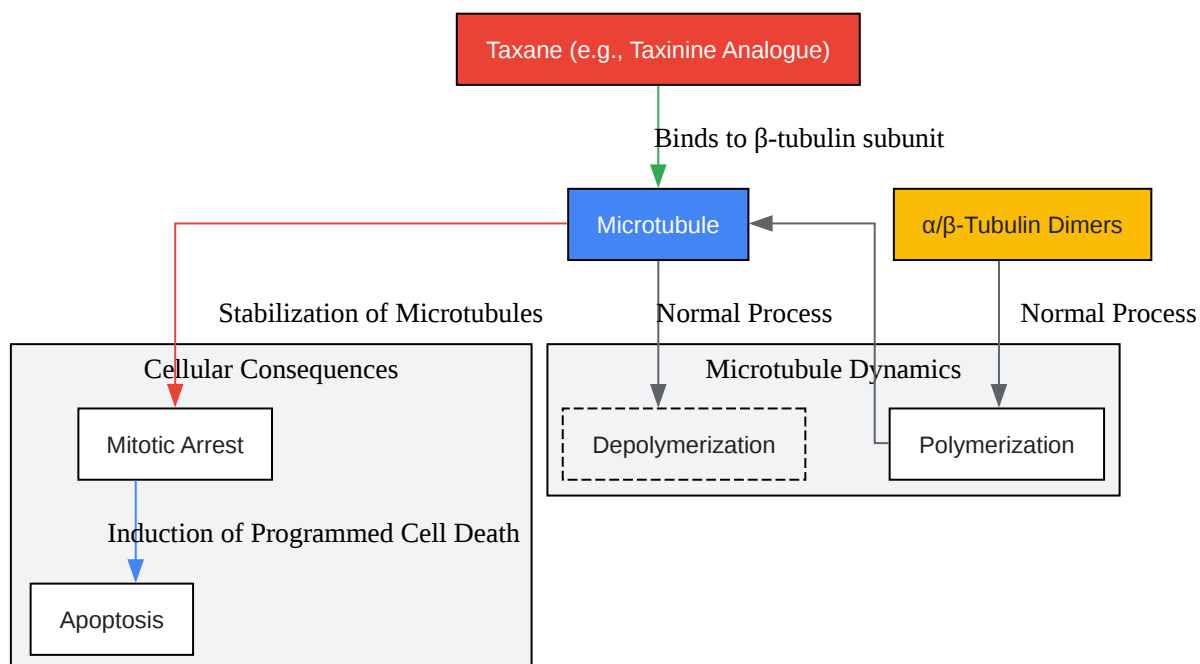 Taxane (e.g., Taxinine Analogue)
Binds to β-tubulin subunit
Microtubule
α/β-Tubulin Dimers
Stabilization of Microtubules
Normal Process
Normal Process
Cellular Consequences
Microtubule Dynamics
Mitotic Arrest
Depolymerization
Polymerization
Induction of Programmed Cell Death
Apoptosis